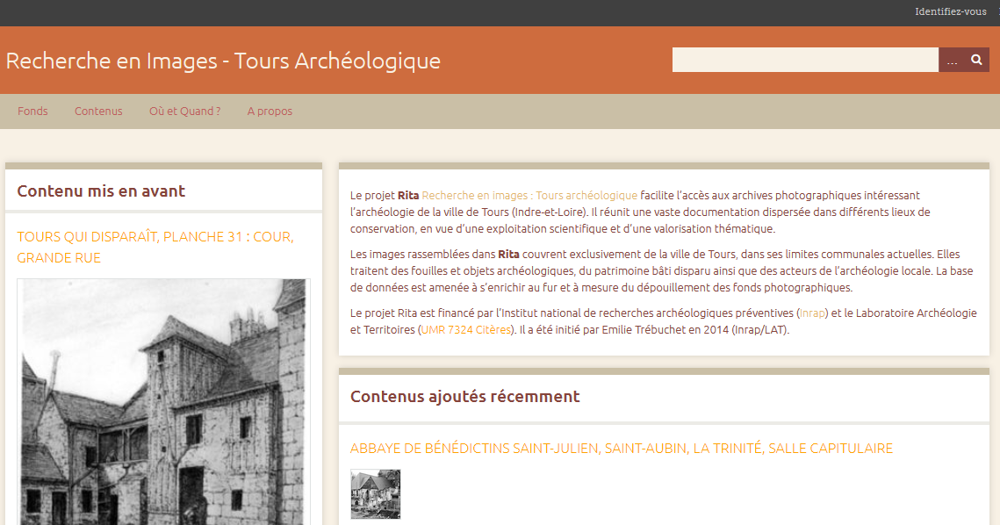 Identifiez-vous
Recherche en Images - Tours Archéologique
...
Fonds Contenus Où et Quand ? A propos
Contenu mis en avant
TOURS QUI DISPARAÎT, PLANCHE 31 : COUR,
GRANDE RUE
Le projet Rita Recherche en images : Tours archéologique facilite l’accès aux archives photographiques intéressant
l’archéologie de la ville de Tours (Indre-et-Loire). Il réunit une vaste documentation dispersée dans différents lieux de
conservation, en vue d’une exploitation scientifique et d’une valorisation thématique.
Les images rassemblées dans Rita couvrent exclusivement de la ville de Tours, dans ses limites communales actuelles. Elles
traitent des fouilles et objets archéologiques, du patrimoine bâti disparu ainsi que des acteurs de l’archéologie locale. La base
de données est amenée à s’enrichir au fur et à mesure du dépouillement des fonds photographiques.
Le projet Rita est financé par l’Institut national de recherches archéologiques préventives (Inrap) et le Laboratoire Archéologie
et Territoires (UMR 7324 Citères). Il a été initié par Emilie Trébuchet en 2014 (Inrap/LAT).
Contenus ajoutés récemment
ABBAYE DE BÉNÉDICTINS SAINT-JULIEN, SAINT-AUBIN, LA TRINITÉ, SALLE CAPITULAIRE